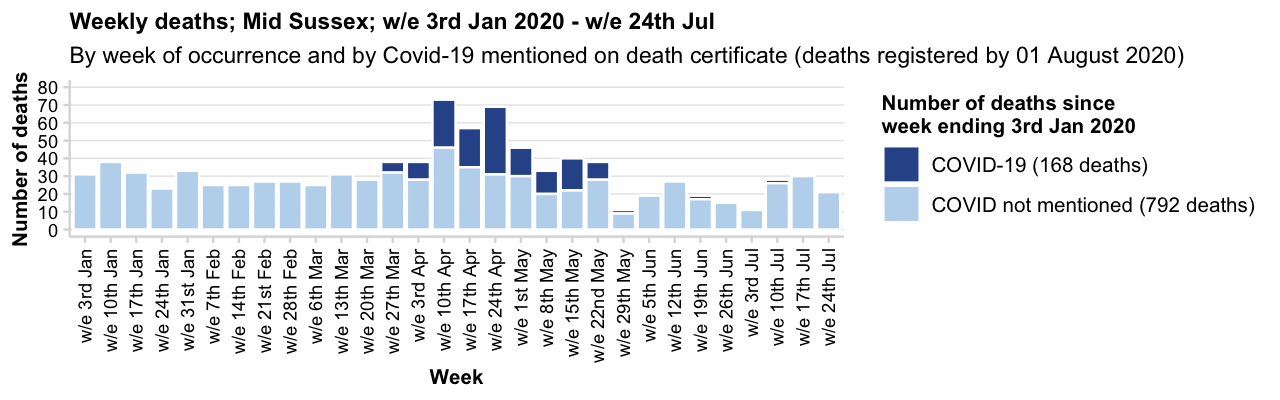 Weekly deaths; Mid Sussex; w/e 3rd Jan 2020 - w/e 24th Jul
By week of occurrence and by Covid-19 mentioned on death certificate (deaths registered by 01 August 2020)
Number of deaths
80
70
60
50
40
30
20
10
0
w/e 3rd Jan
w/e 10th Jan
w/e 17th Jan
w/e 24th Jan
w/e 31st Jan
w/e 7th Feb
w/e 14th Feb
w/e 21st Feb
w/e 28th Feb
w/e 6th Mar
w/e 13th Mar
w/e 20th Mar
w/e 27th Mar
w/e 3rd Apr
w/e 10th Apr
w/e 17th Apr
w/e 24th Apr
w/e 1st May
w/e 8th May
w/e 15th May
w/e 22nd May
w/e 29th May
w/e 5th Jun
w/e 12th Jun
w/e 19th Jun
w/e 26th Jun
w/e 3rd Jul
w/e 10th Jul
w/e 17th Jul
w/e 24th Jul
Week
Number of deaths since
week ending 3rd Jan 2020
COVID-19 (168 deaths)
COVID not mentioned (792 deaths)